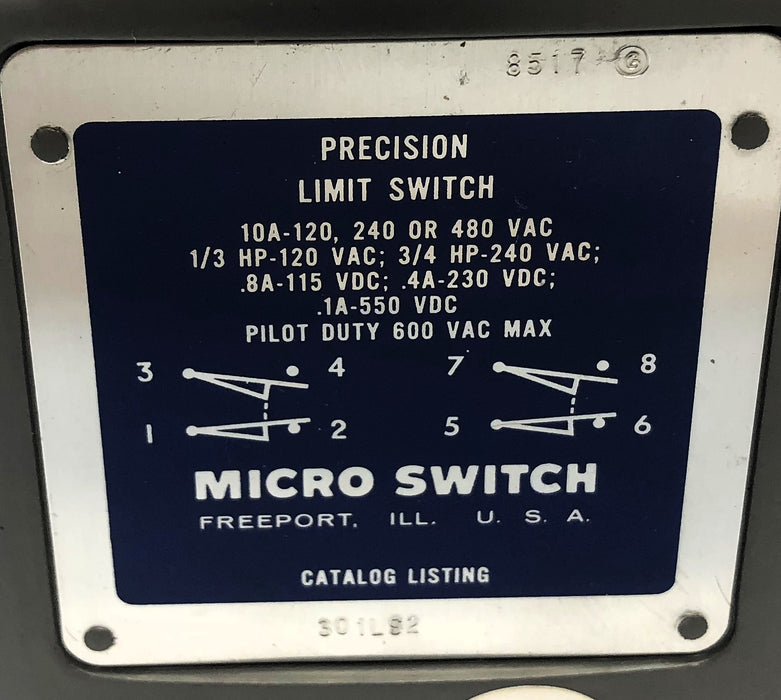 8517 G
PRECISION
LIMIT SWITCH
10A-120, 240 OR 480 VAC
1/3 HP-120 VAC; 3/4 HP-240 VAC;
.8A-115 VDC; .4A-230 VDC;
.1A-550 VDC
PILOT DUTY 600 VAC MAX
3 4 7 8
1 2 5 6
MICRO SWITCH
FREEPORT, ILL. U. S. A.
CATALOG LISTING
301LS2